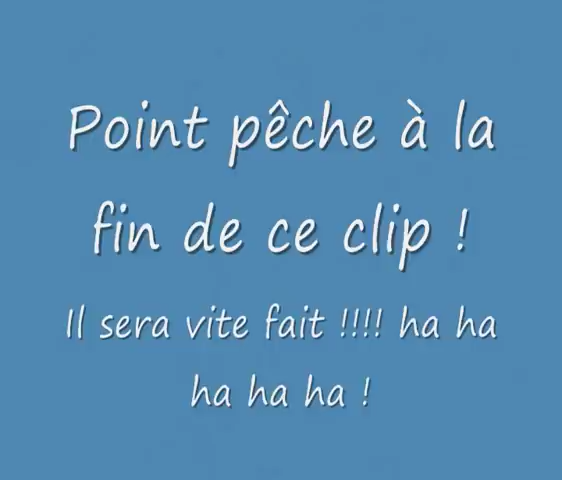 Point pêche à la
fin de ce clip !
Il sera vite fait !!!! ha ha
ha ha ha !